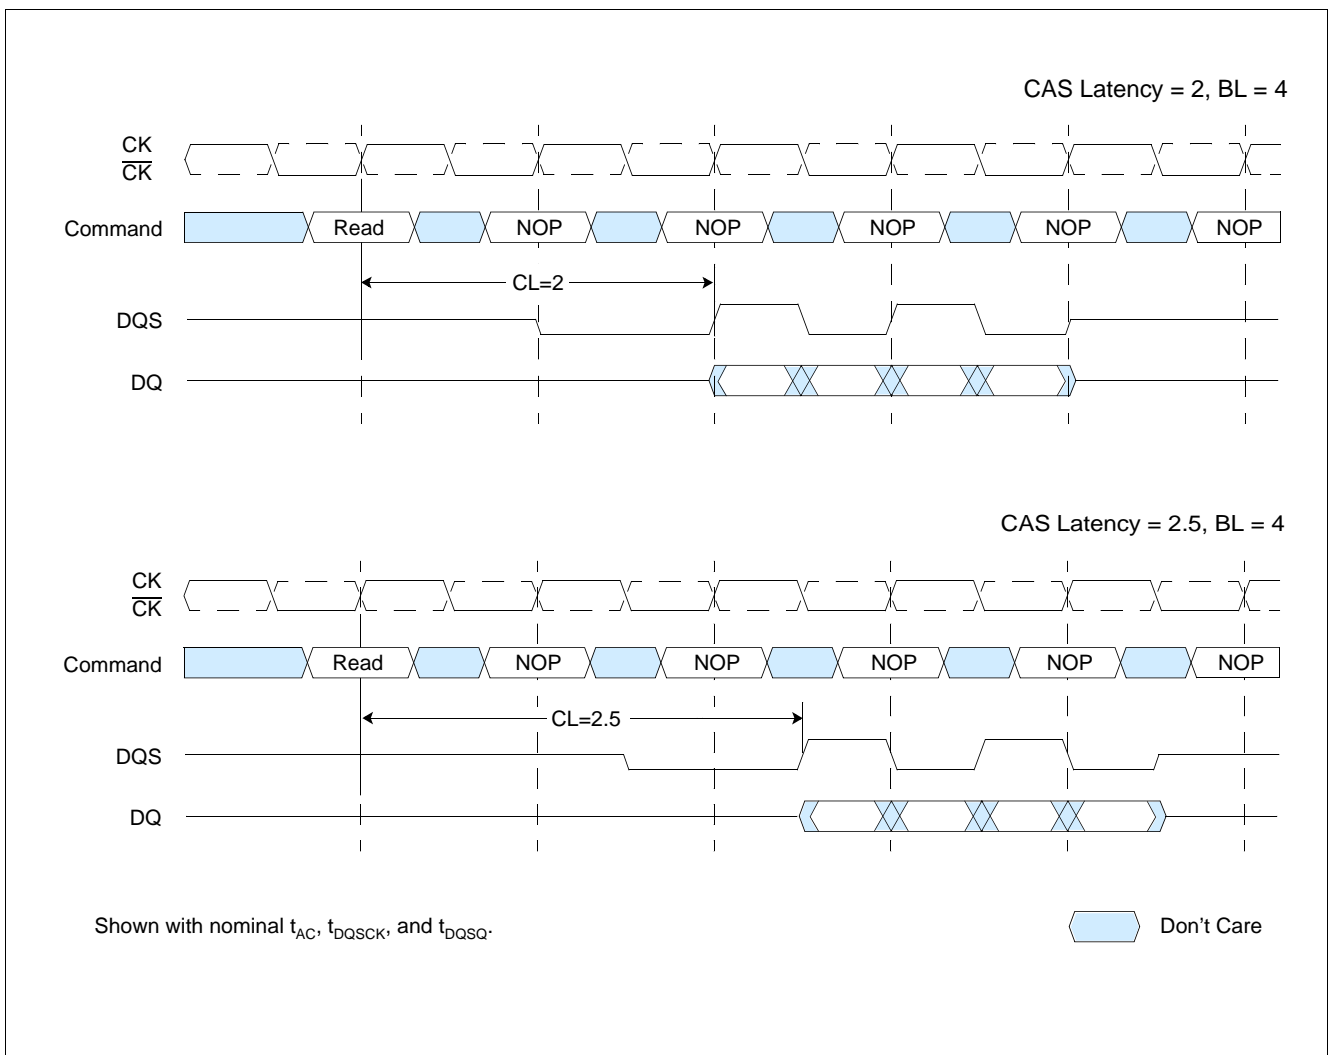 CAS Latency = 2, BL = 4
CK
CK
Command Read NOP NOP NOP NOP NOP
CL=2
DQS
DQ
CAS Latency = 2.5, BL = 4
CK
CK
Command Read NOP NOP NOP NOP NOP
CL=2.5
DQS
DQ
Shown with nominal tAC, tDQSCK, and tDQSQ.
Don't Care